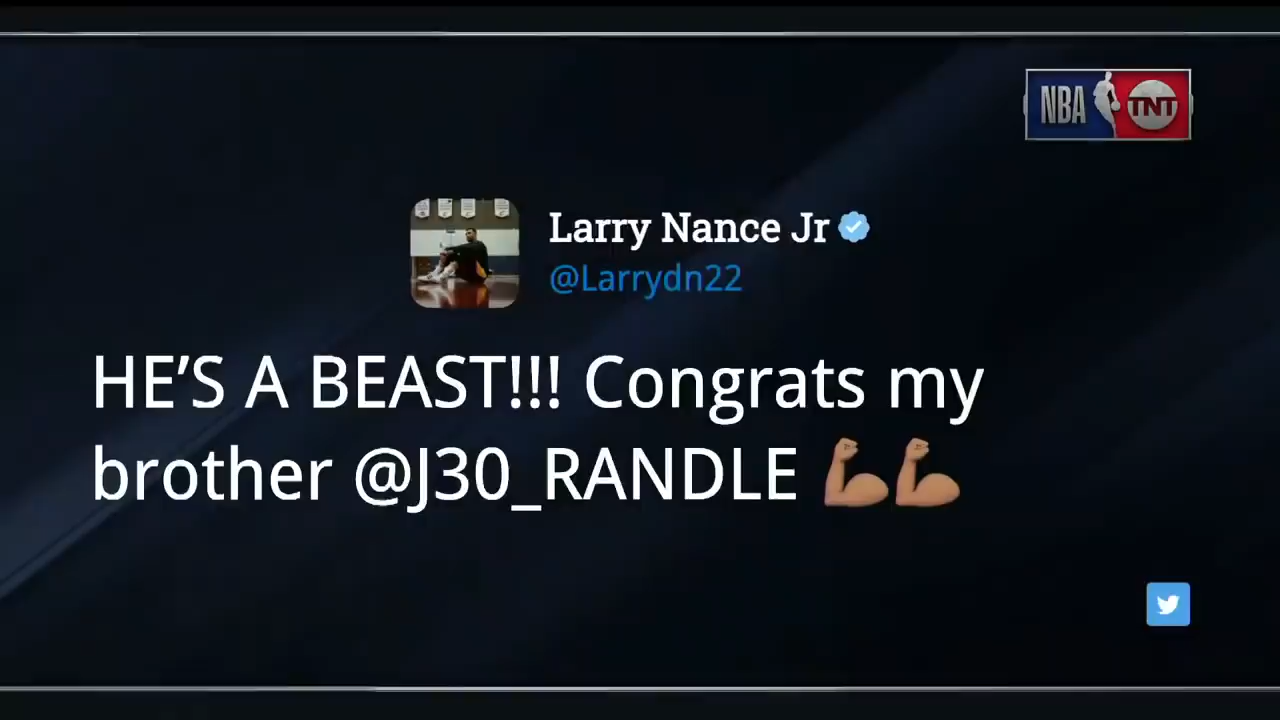 NBA TNT
Larry Nance Jr
@Larrydn22
HE’S A BEAST!!! Congrats my
brother @J30_RANDLE 💪🏽💪🏽